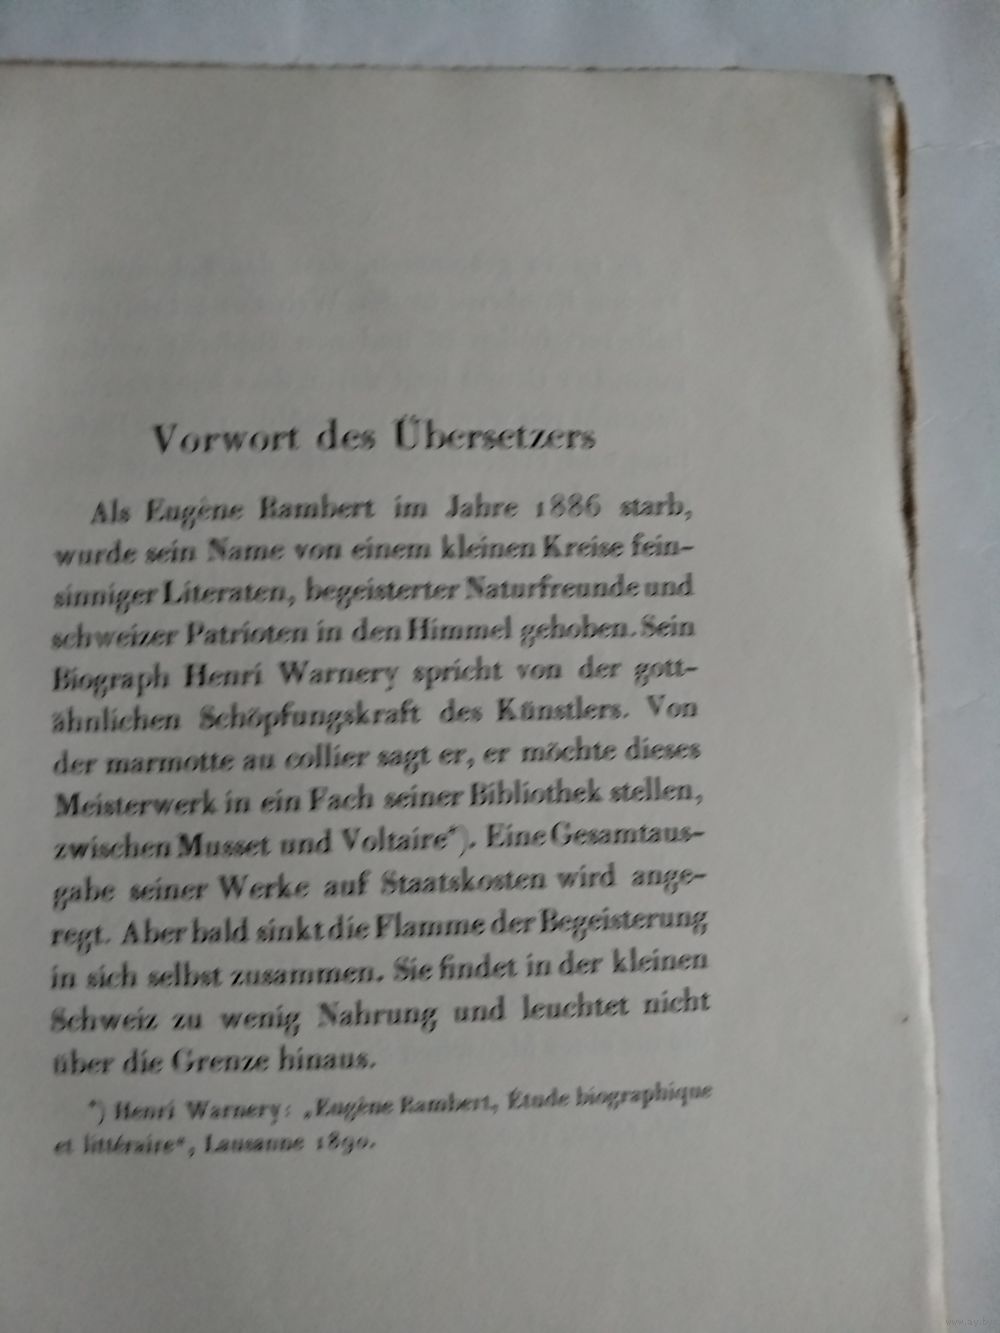 Vorwort des Übersetzers
Als Eugène Rambert im Jahre 1886 starb,
wurde sein Name von einem kleinen Kreise fein-
sinniger Literaten, begeisterter Naturfreunde und
schweizer Patrioten in den Himmel gehoben. Sein
Biograph Henri Warnery spricht von der gott-
ähnlichen Schöpfungskraft des Künstlers. Von
der marmotte au collier sagt er, er möchte dieses
Meisterwerk in ein Fach seiner Bibliothek stellen,
zwischen Musset und Voltaire*). Eine Gesamtaus-
gabe seiner Werke auf Staatskosten wird ange-
regt. Aber bald sinkt die Flamme der Begeisterung
in sich selbst zusammen. Sie findet in der kleinen
Schweiz zu wenig Nahrung und leuchtet nicht
über die Grenze hinaus.
*) Henri Warnery: „Eugène Rambert, Étude biographique
et littéraire“, Lausanne 1890.
www.ay.by